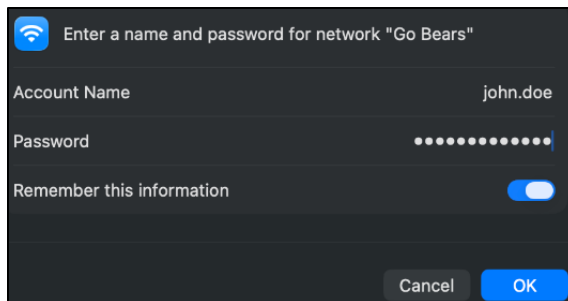 Enter a name and password for network "Go Bears"
Account Name john.doe
Password •••••••••••••
Remember this information
Cancel OK